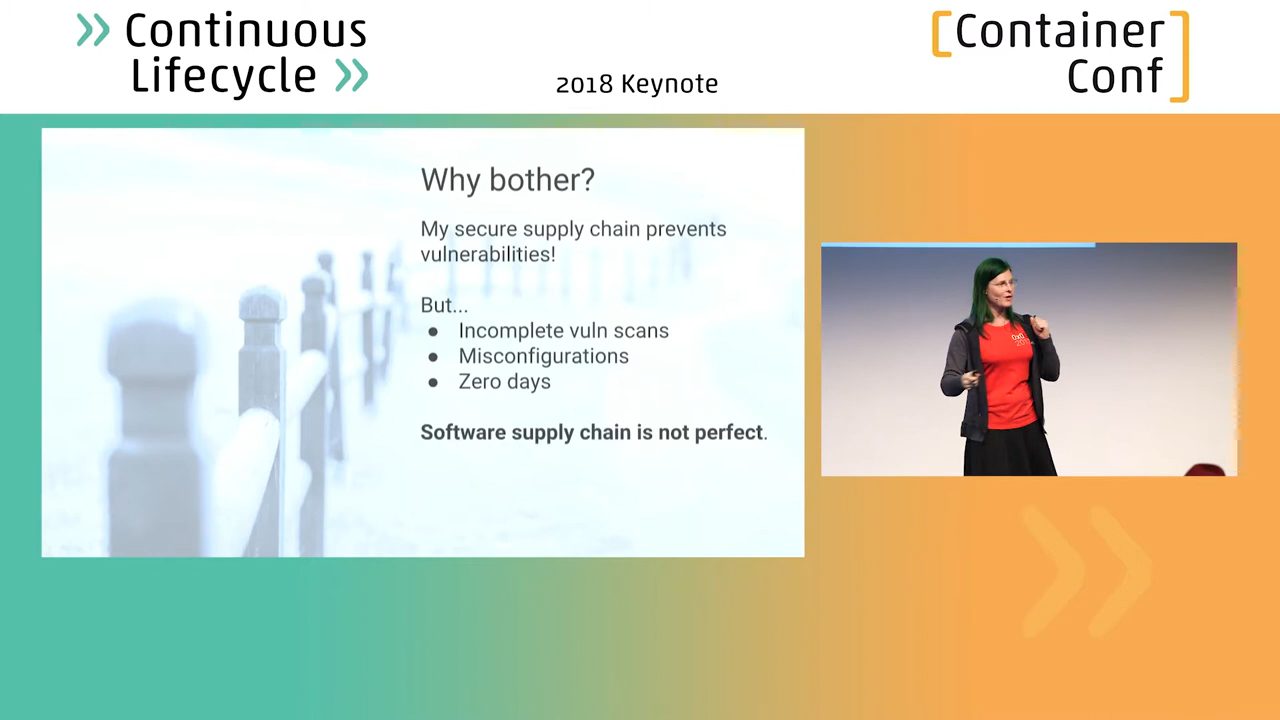 Continuous
Lifecycle
2018 Keynote
Container
Conf
Why bother?
My secure supply chain prevents
vulnerabilities!
But...
● Incomplete vuln scans
● Misconfigurations
● Zero days
Software supply chain is not perfect.